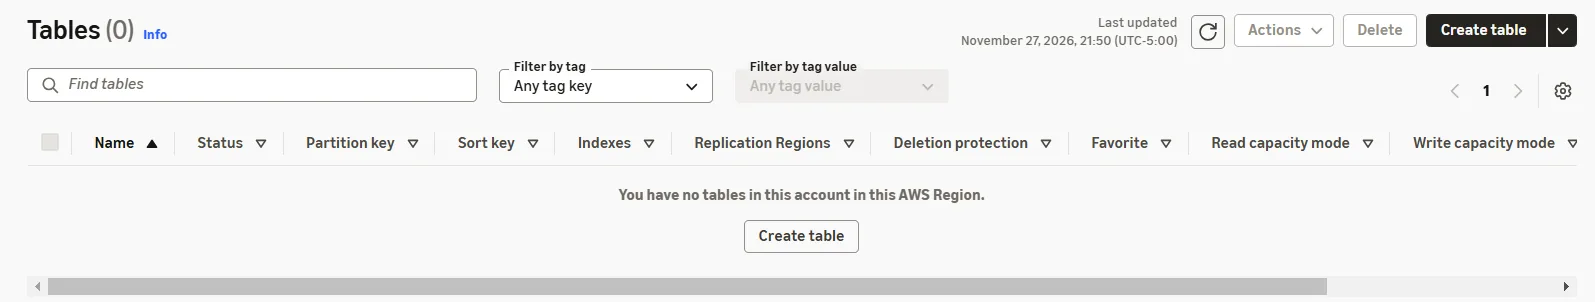 Tables (0) Info
Last updated
November 27, 2026, 21:50 (UTC-5:00)
Actions
Delete
Create table
Find tables
Filter by tag
Any tag key
Filter by tag value
Any tag value
1
Name Status Partition key Sort key Indexes Replication Regions Deletion protection Favorite Read capacity mode Write capacity mode
You have no tables in this account in this AWS Region.
Create table